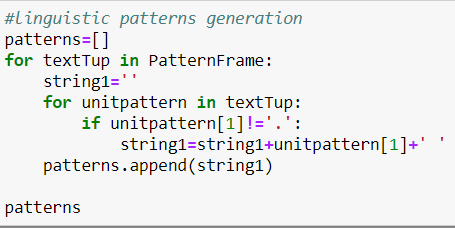 #linguistic patterns generation
patterns=[]
for textTup in PatternFrame:
    string1=''
    for unitpattern in textTup:
        if unitpattern[1]!='.':
            string1=string1+unitpattern[1]+' '
    patterns.append(string1)

patterns